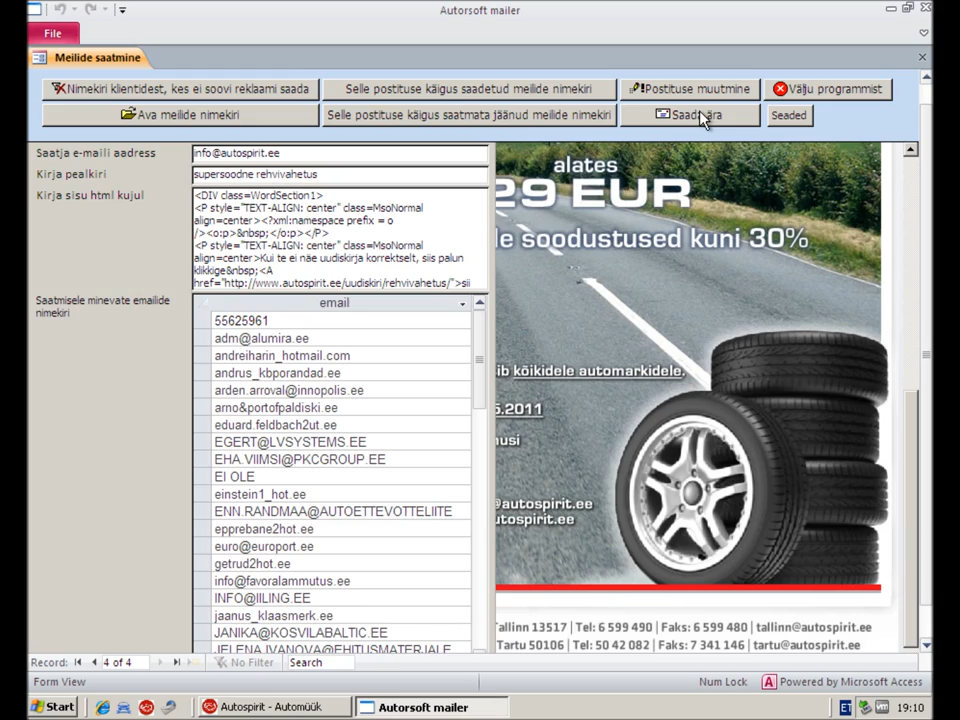 Autorsoft mailer
File
Meilide saatmine
Nimekiri klientidest, kes ei soovi reklaami saada
Selle postituse käigus saadetud meilide nimekiri
Postituse muutmine
Välju programmist
Ava meilide nimekiri
Selle postituse käigus saatmata jäänud meilide nimekiri
Saada ära
Seaded
Saatja e-maili aadress
info@autospirit.ee
Kirja pealkiri
supersoodne rehvivahetus
Kirja sisu html kujul
<DIV class=WordSection1>
<P style="TEXT-ALIGN: center" class=MsoNormal
align=center><?xml:namespace prefix = o
/><o:p>&nbsp;</o:p></P>
<P style="TEXT-ALIGN: center" class=MsoNormal
align=center>Kui te ei näe uudiskirja korrektselt, siis palun
klikkige&nbsp;<A
href="http://www.autospirit.ee/uudiskiri/rehvivahetus/">sii
Saatmisele minevate emailide
nimekiri
email
55625961
adm@alumira.ee
andreiharin_hotmail.com
andrus_kbporandad.ee
arden.arroval@innopolis.ee
arno&portofpaldiski.ee
eduard.feldbach2ut.ee
EGERT@LVSYSTEMS.EE
EHA.VIIMSI@PKCGROUP.EE
EI OLE
einstein1_hot.ee
ENN.RANDMAA@AUTOETTEVOTTELIITE
epprebane2hot.ee
euro@europort.ee
getrud2hot.ee
info@favoralammutus.ee
INFO@IILING.EE
jaanus_klaasmerk.ee
JANIKA@KOSVILABALTIC.EE
JELENA.IVANOVA@EHITUSMATERJALE
alates
29 EUR
le soodustused kuni 30%
ib kõikidele automarkidele.
5.2011
nusi
@autospirit.ee
utospirit.ee
Tallinn 13517 | Tel: 6 599 490 | Faks: 6 599 480 | tallinn@autospirit.ee
Tartu 50106 | Tel: 50 42 082 | Faks: 7 341 146 | tartu@autospirit.ee
Record: 4 of 4 No Filter Search
Form View
Num Lock
Powered by Microsoft Access
Start
Autospirit - Automüük
Autorsoft mailer
ET
19:10